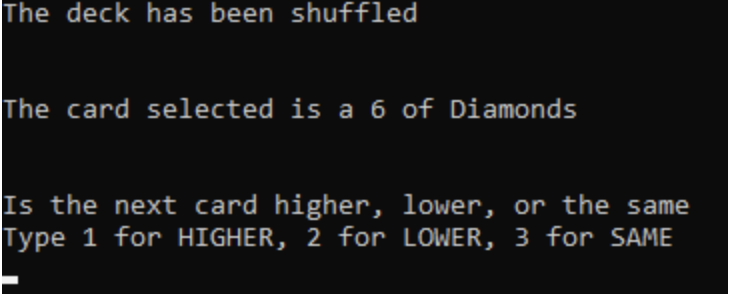 The deck has been shuffled
The card selected is a 6 of Diamonds
Is the next card higher, lower, or the same
Type 1 for HIGHER, 2 for LOWER, 3 for SAME